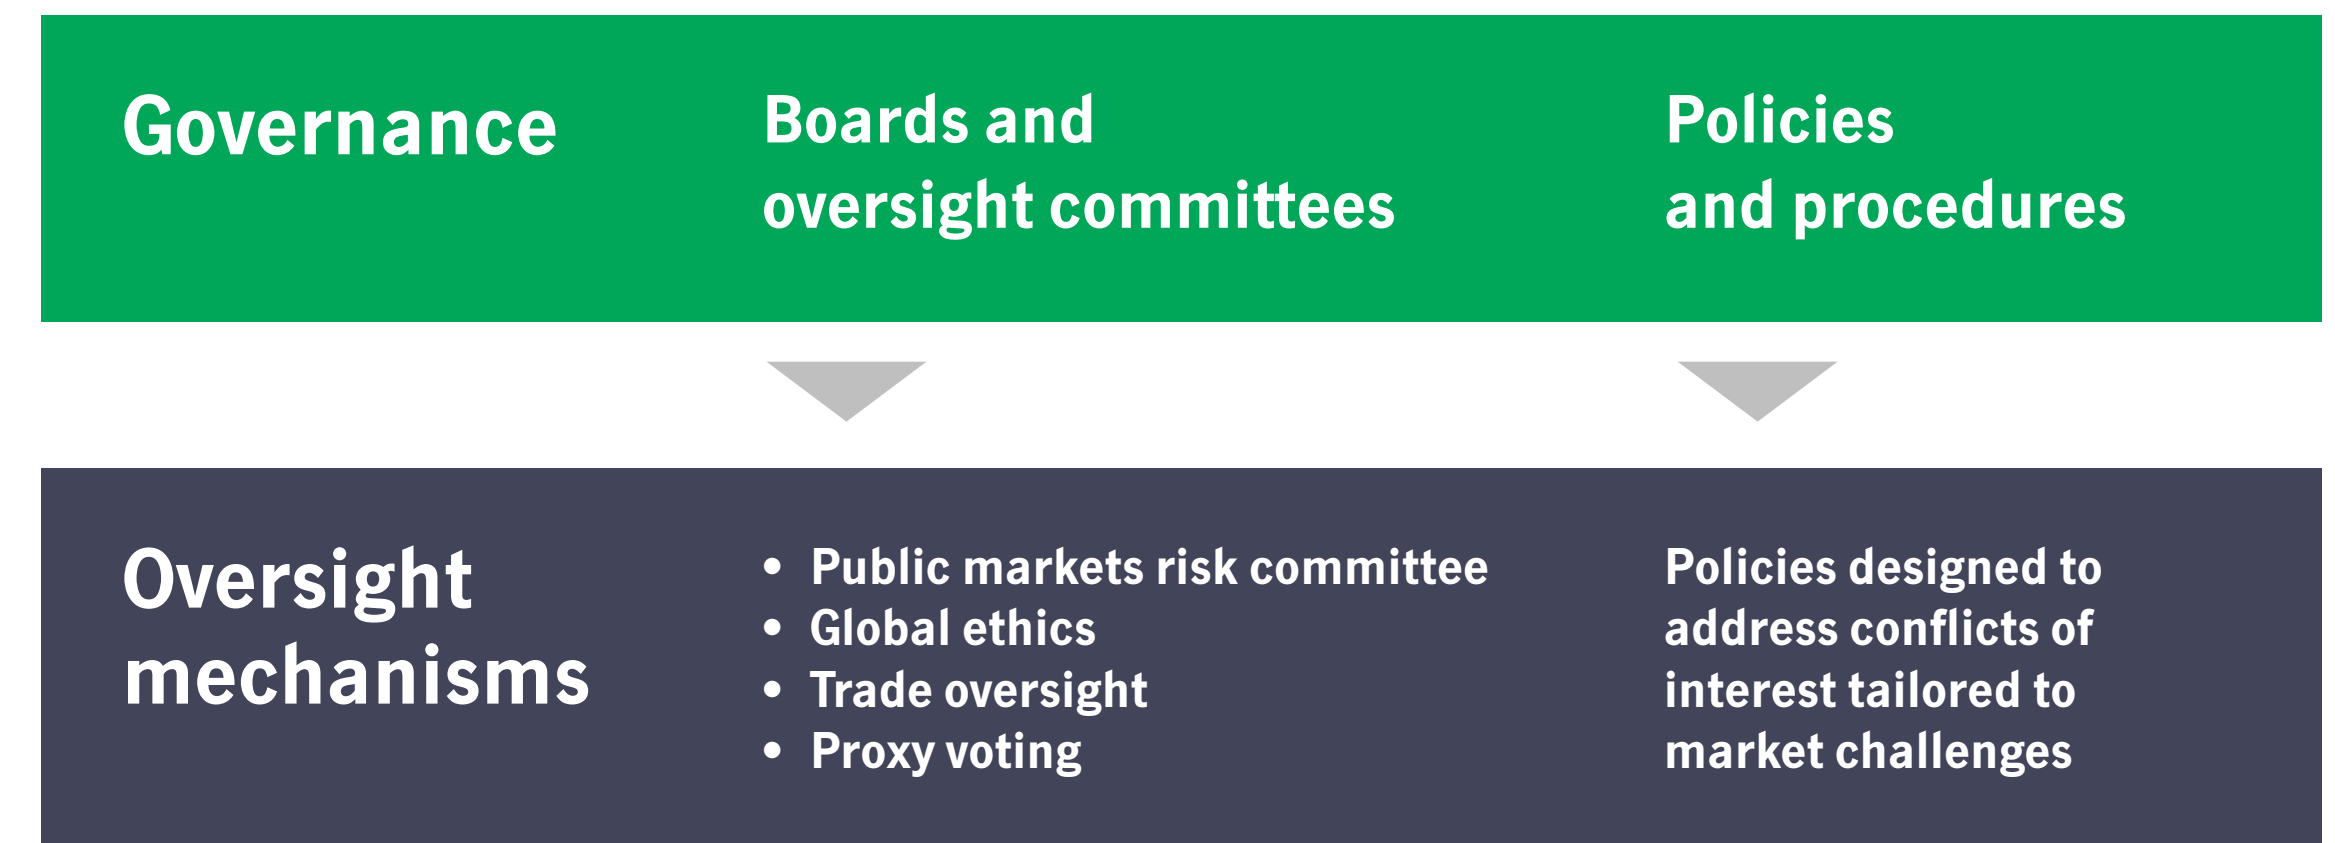 Governance
Boards and
oversight committees
Policies
and procedures
Oversight
mechanisms
• Public markets risk committee
• Global ethics
• Trade oversight
• Proxy voting
Policies designed to
address conflicts of
interest tailored to
market challenges